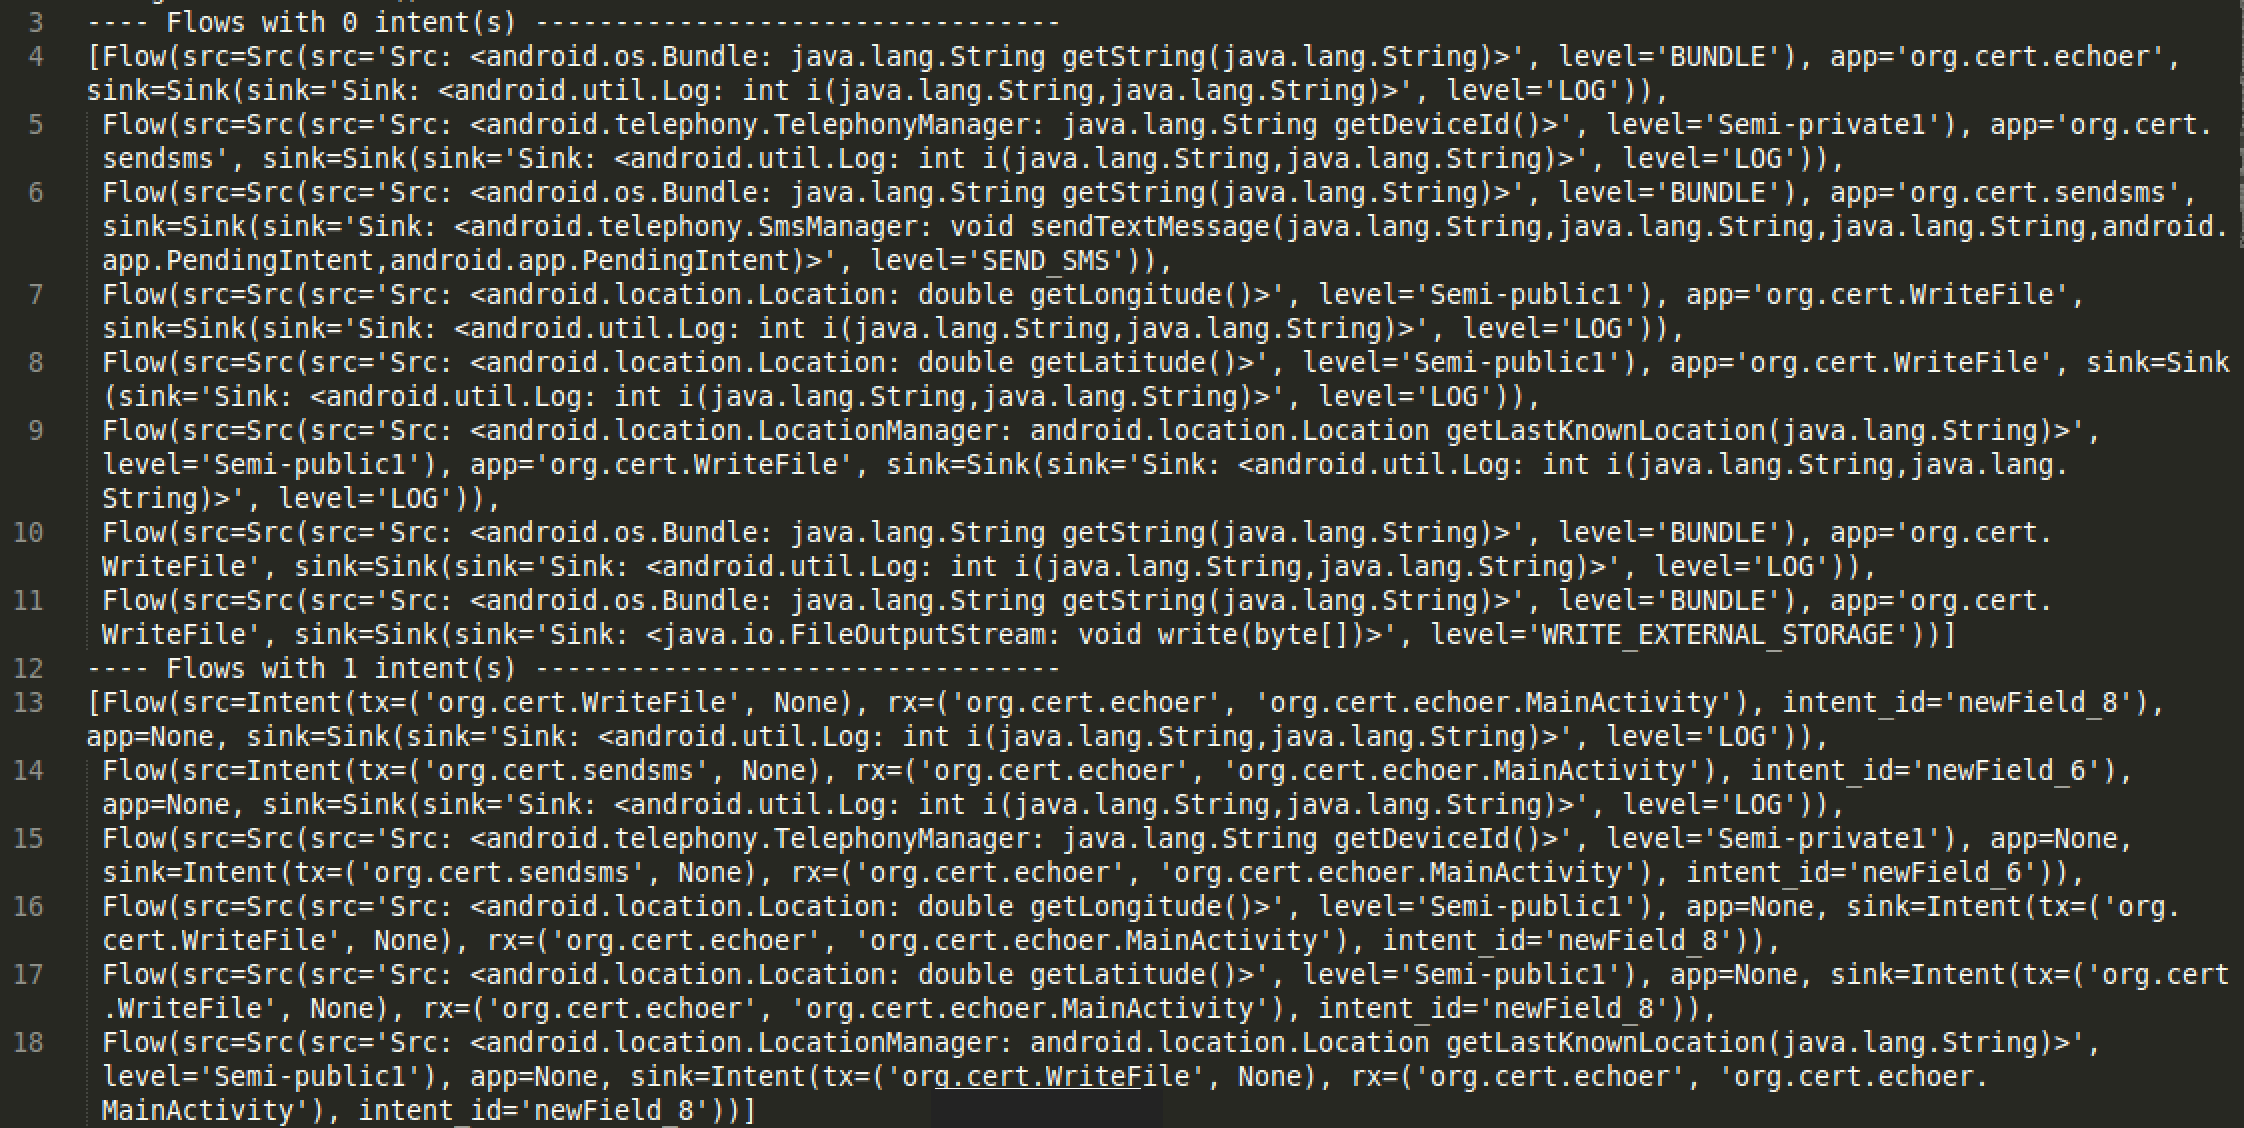 3 ---- Flows with 0 intent(s) ---------------------------------
4 [Flow(src=Src(src='Src: <android.os.Bundle: java.lang.String getString(java.lang.String)>', level='BUNDLE'), app='org.cert.echoer',
sink=Sink(sink='Sink: <android.util.Log: int i(java.lang.String,java.lang.String)>', level='LOG')),
5 Flow(src=Src(src='Src: <android.telephony.TelephonyManager: java.lang.String getDeviceId()>', level='Semi-private1'), app='org.cert.
sendsms', sink=Sink(sink='Sink: <android.util.Log: int i(java.lang.String,java.lang.String)>', level='LOG')),
6 Flow(src=Src(src='Src: <android.os.Bundle: java.lang.String getString(java.lang.String)>', level='BUNDLE'), app='org.cert.sendsms',
sink=Sink(sink='Sink: <android.telephony.SmsManager: void sendTextMessage(java.lang.String,java.lang.String,java.lang.String,android.
app.PendingIntent,android.app.PendingIntent)>', level='SEND_SMS')),
7 Flow(src=Src(src='Src: <android.location.Location: double getLongitude()>', level='Semi-public1'), app='org.cert.WriteFile',
sink=Sink(sink='Sink: <android.util.Log: int i(java.lang.String,java.lang.String)>', level='LOG')),
8 Flow(src=Src(src='Src: <android.location.Location: double getLatitude()>', level='Semi-public1'), app='org.cert.WriteFile', sink=Sink
(sink='Sink: <android.util.Log: int i(java.lang.String,java.lang.String)>', level='LOG')),
9 Flow(src=Src(src='Src: <android.location.LocationManager: android.location.Location getLastKnownLocation(java.lang.String)>',
level='Semi-public1'), app='org.cert.WriteFile', sink=Sink(sink='Sink: <android.util.Log: int i(java.lang.String,java.lang.
String)>', level='LOG')),
10 Flow(src=Src(src='Src: <android.os.Bundle: java.lang.String getString(java.lang.String)>', level='BUNDLE'), app='org.cert.
WriteFile', sink=Sink(sink='Sink: <android.util.Log: int i(java.lang.String,java.lang.String)>', level='LOG')),
11 Flow(src=Src(src='Src: <android.os.Bundle: java.lang.String getString(java.lang.String)>', level='BUNDLE'), app='org.cert.
WriteFile', sink=Sink(sink='Sink: <java.io.FileOutputStream: void write(byte[])>', level='WRITE_EXTERNAL_STORAGE'))]
12 ---- Flows with 1 intent(s) ---------------------------------
13 [Flow(src=Intent(tx=('org.cert.WriteFile', None), rx=('org.cert.echoer', 'org.cert.echoer.MainActivity'), intent_id='newField_8'),
app=None, sink=Sink(sink='Sink: <android.util.Log: int i(java.lang.String,java.lang.String)>', level='LOG')),
14 Flow(src=Intent(tx=('org.cert.sendsms', None), rx=('org.cert.echoer', 'org.cert.echoer.MainActivity'), intent_id='newField_6'),
app=None, sink=Sink(sink='Sink: <android.util.Log: int i(java.lang.String,java.lang.String)>', level='LOG')),
15 Flow(src=Src(src='Src: <android.telephony.TelephonyManager: java.lang.String getDeviceId()>', level='Semi-private1'), app=None,
sink=Intent(tx=('org.cert.sendsms', None), rx=('org.cert.echoer', 'org.cert.echoer.MainActivity'), intent_id='newField_6')),
16 Flow(src=Src(src='Src: <android.location.Location: double getLongitude()>', level='Semi-public1'), app=None, sink=Intent(tx=('org.
cert.WriteFile', None), rx=('org.cert.echoer', 'org.cert.echoer.MainActivity'), intent_id='newField_8')),
17 Flow(src=Src(src='Src: <android.location.Location: double getLatitude()>', level='Semi-public1'), app=None, sink=Intent(tx=('org.cert
.WriteFile', None), rx=('org.cert.echoer', 'org.cert.echoer.MainActivity'), intent_id='newField_8')),
18 Flow(src=Src(src='Src: <android.location.LocationManager: android.location.Location getLastKnownLocation(java.lang.String)>',
level='Semi-public1'), app=None, sink=Intent(tx=('org.cert.WriteFile', None), rx=('org.cert.echoer', 'org.cert.echoer.
MainActivity'), intent_id='newField_8'))]